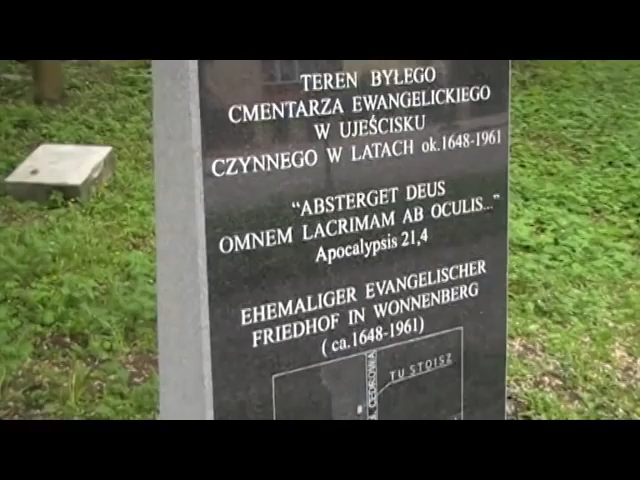 TEREN BYŁEGO
CMENTARZA EWANGELICKIEGO
W UJEŚCISKU
CZYNNEGO W LATACH ok.1648-1961
“ABSTERGET DEUS
OMNEM LACRIMAM AB OCULIS...”
Apocalypsis 21,4
EHEMALIGER EVANGELISCHER
FRIEDHOF IN WONNENBERG
( ca.1648-1961)
TU STOISZ
CEDROWA